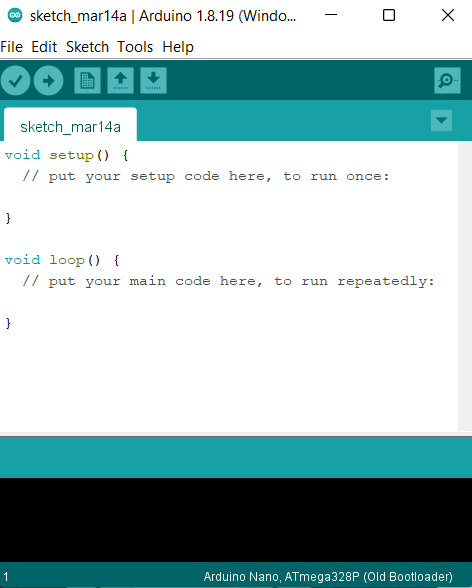 sketch_mar14a | Arduino 1.8.19 (Windo...
File Edit Sketch Tools Help
sketch_mar14a
void setup() {
  // put your setup code here, to run once:
}
void loop() {
  // put your main code here, to run repeatedly:
}
1 Arduino Nano, ATmega328P (Old Bootloader)